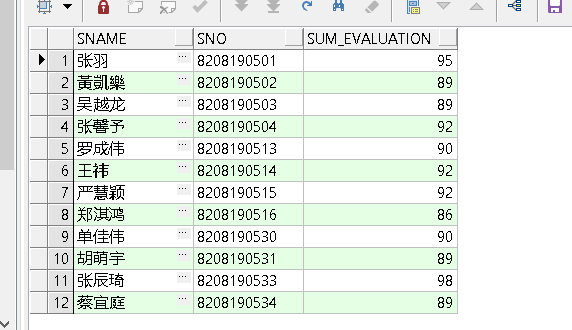 SNAME SNO SUM_EVALUATION
1 张羽 ... 8208190501 95
2 黃凱樂 ... 8208190502 89
3 吴越龙 ... 8208190503 89
4 张馨予 ... 8208190504 92
5 罗成伟 ... 8208190513 90
6 王祎 ... 8208190514 92
7 严慧颖 ... 8208190515 92
8 郑淇鸿 ... 8208190516 86
9 单佳伟 ... 8208190530 90
10 胡萌宇 ... 8208190531 89
11 张辰琦 ... 8208190533 98
12 蔡宜庭 ... 8208190534 89